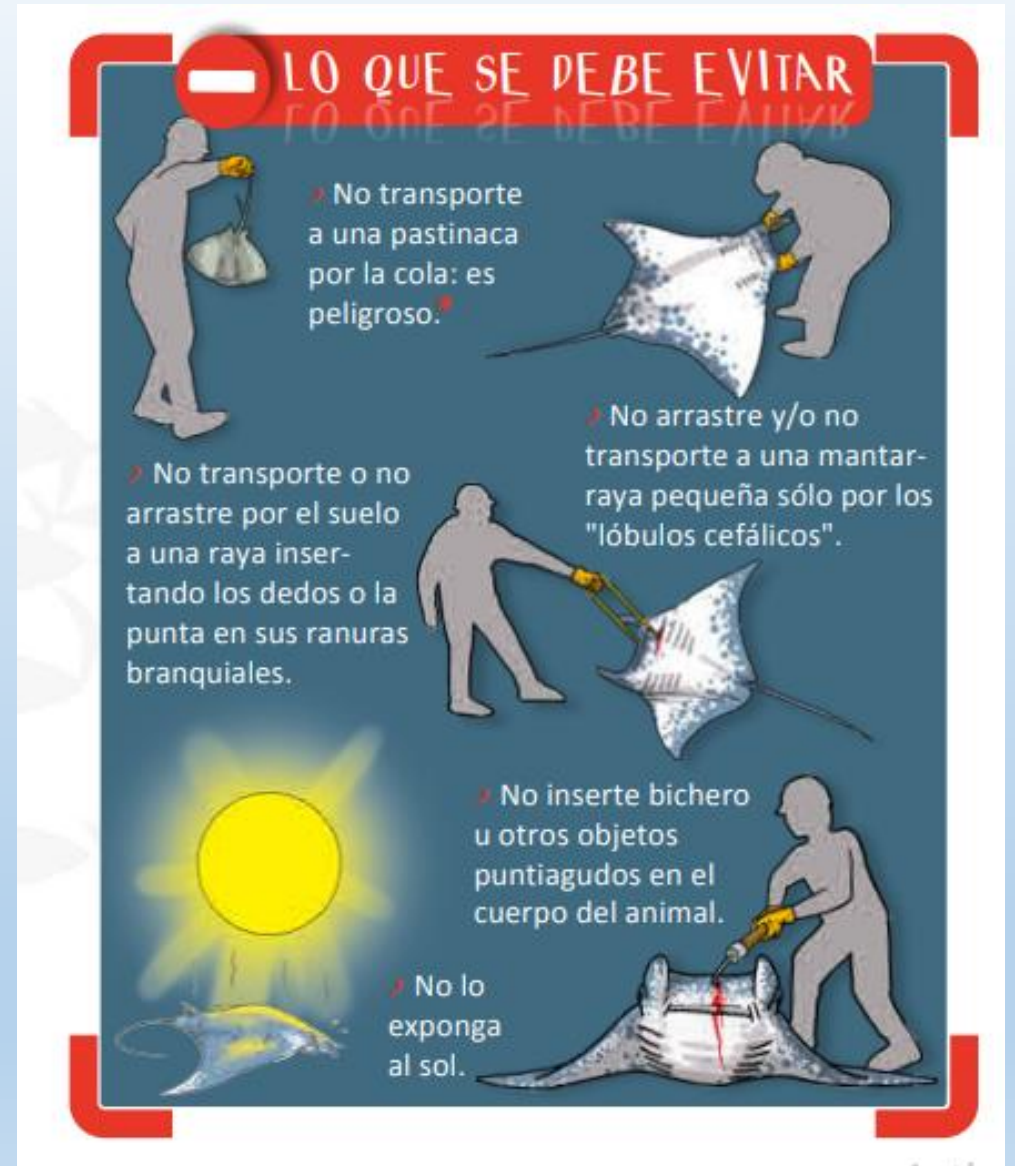 LO QUE SE DEBE EVITAR
No transporte
a una pastinaca
por la cola: es
peligroso.*
No arrastre y/o no
transporte a una mantar-
raya pequeña sólo por los
"lóbulos cefálicos".
No transporte o no
arrastre por el suelo
a una raya inser-
tando los dedos o la
punta en sus ranuras
branquiales.
No inserte bichero
u otros objetos
puntiagudos en el
cuerpo del animal.
No lo
exponga
al sol.